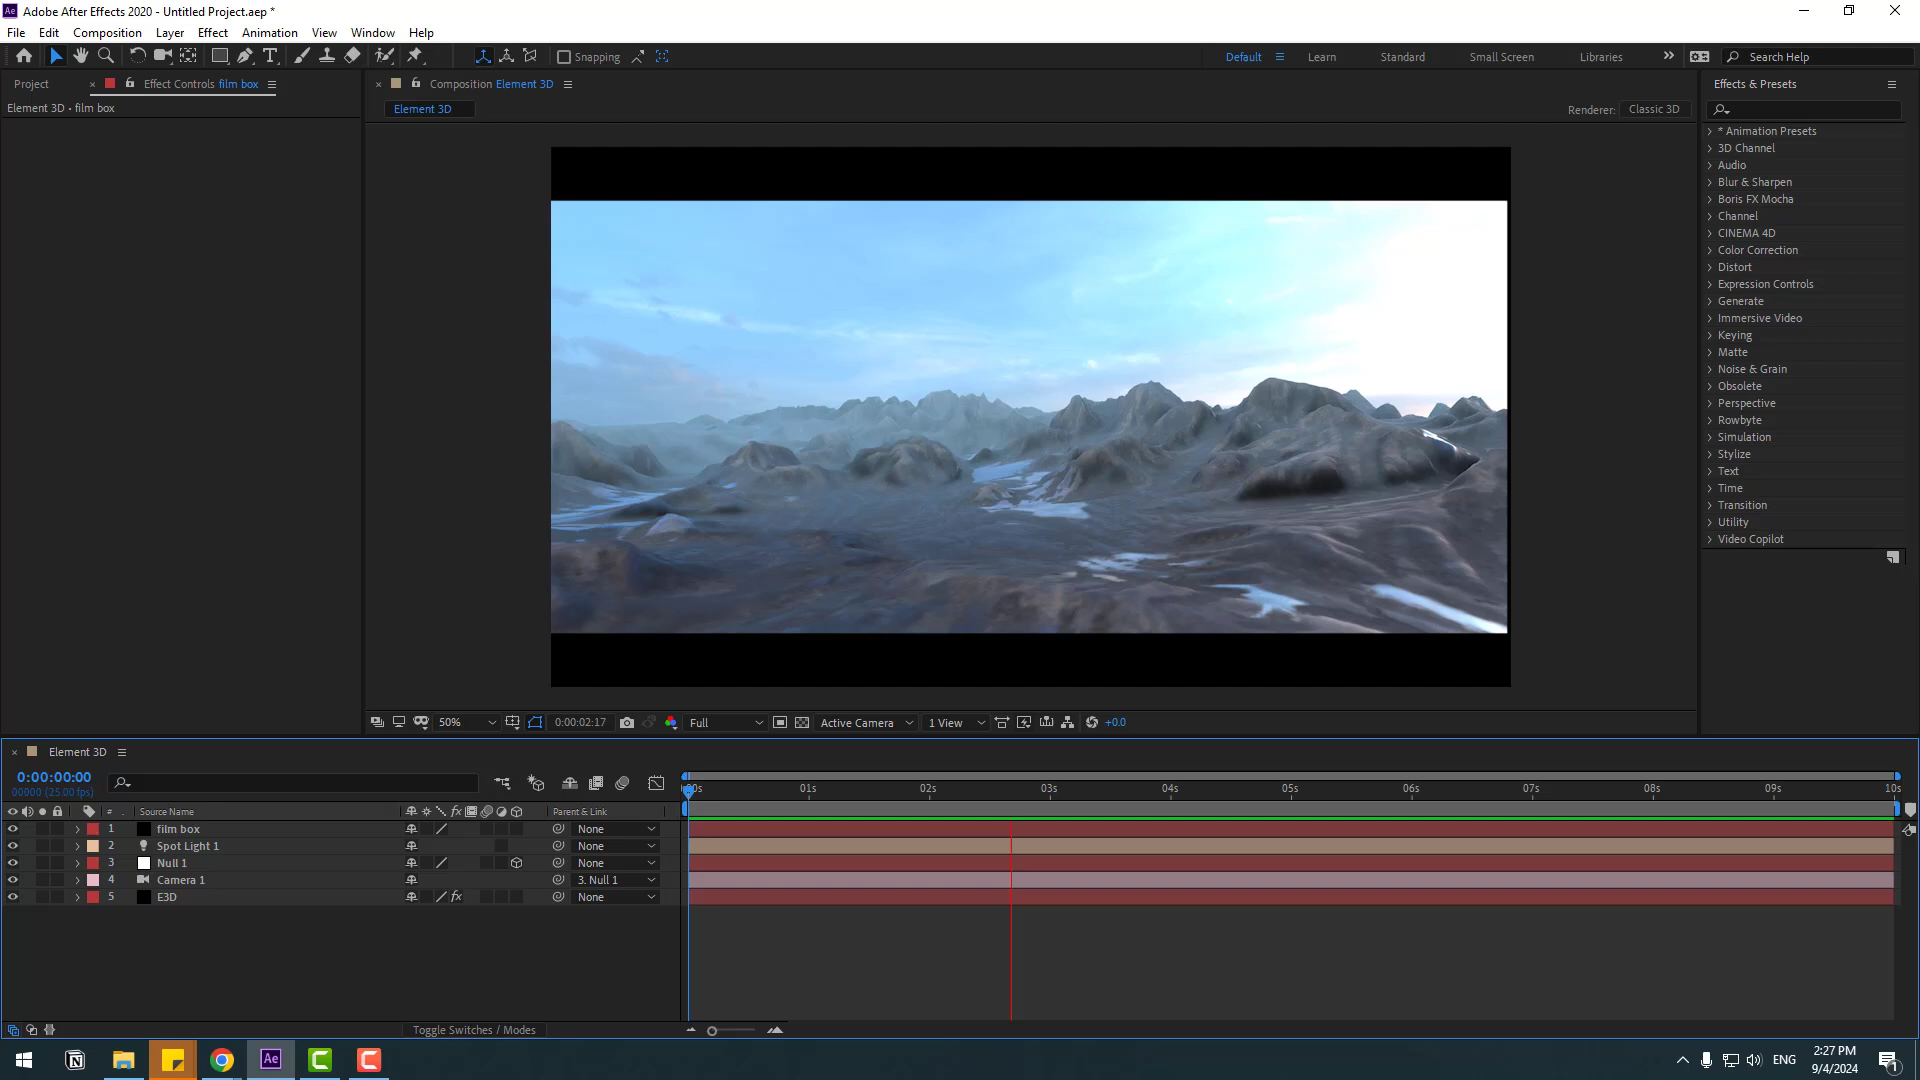 Ae Adobe After Effects 2020 - Untitled Project.aep *
File Edit Composition Layer Effect Animation View Window Help
Snapping Default Learn Standard Small Screen Libraries Search Help
Project Effect Controls film box
Element 3D • film box
Composition Element 3D
Element 3D
Renderer: Classic 3D
Effects & Presets
* Animation Presets
3D Channel
Audio
Blur & Sharpen
Boris FX Mocha
Channel
CINEMA 4D
Color Correction
Distort
Expression Controls
Generate
Immersive Video
Keying
Matte
Noise & Grain
Obsolete
Perspective
Rowbyte
Simulation
Stylize
Text
Time
Transition
Utility
Video Copilot
50% 0:00:02:17 Full Active Camera 1 View +0.0
Element 3D
0:00:00:00
00000 (25.00 fps)
01s 02s 03s 04s 05s 06s 07s 08s 09s 10s
# Source Name fx Parent & Link
1 film box None
2 Spot Light 1 None
3 Null 1 None
4 Camera 1 3. Null 1
5 E3D fx None
Toggle Switches / Modes
Ae ENG 2:27 PM
9/4/2024
1